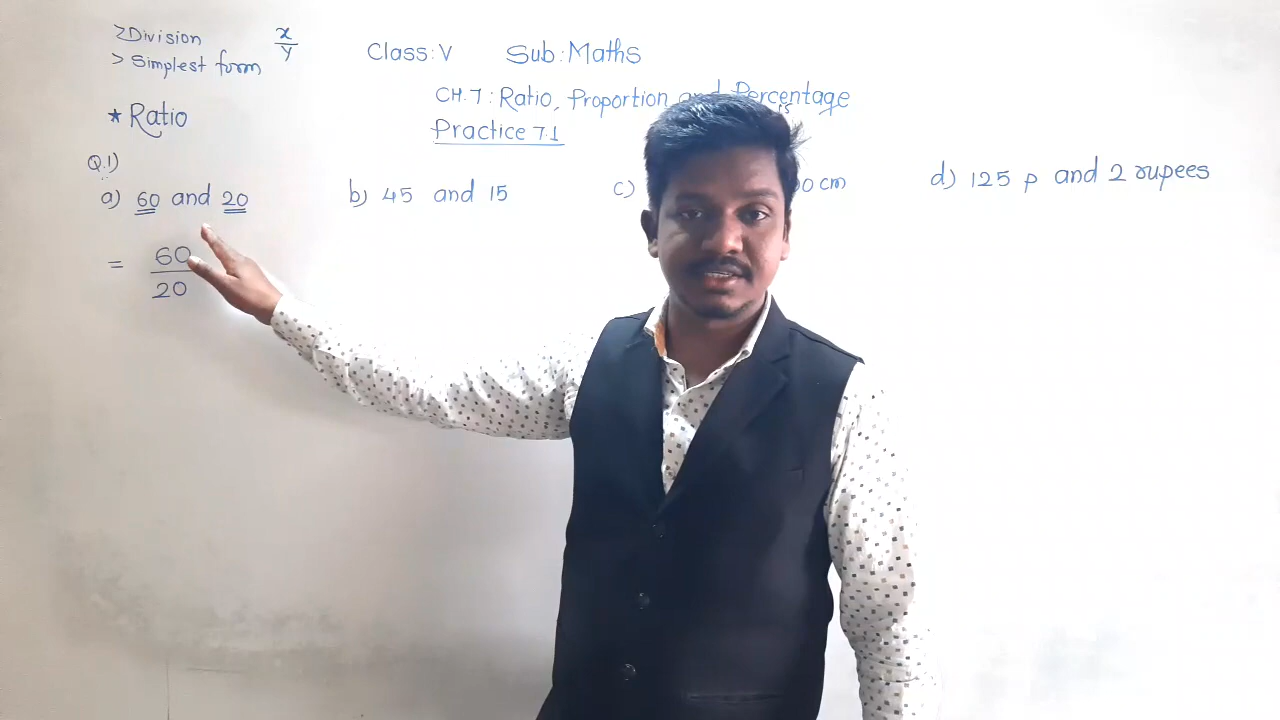 >Division
>Simplest form
x/y
Class: V Sub: Maths
CH.7: Ratio, Proportion and Percentage
* Ratio
Practice 7.1
Q.1)
a) 60 and 20 b) 45 and 15 c) cm d) 125 p and 2 rupees
= 60/20